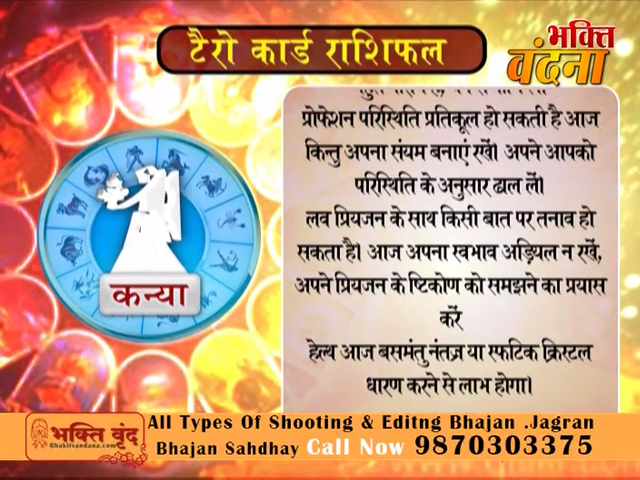 टैरो कार्ड राशिफल
भक्ति
वंदना
प्रोफेशन परिस्थिति प्रतिकूल हो सकती है आज
किन्तु अपना संयम बनाएं रखें। अपने आपको
परिस्थिति के अनुसार ढाल लें।
लव प्रियजन के साथ किसी बात पर तनाव हो
सकता है। आज अपना स्वभाव अड़ियल न रखें,
अपने प्रियजन के ष्टिकोण को समझने का प्रयास
करें
हेल्थ आज बसमंतु नंतज्र या स्फटिक क्रिस्टल
धारण करने से लाभ होगा।
कन्या
भक्ति वृंद
Bhaktivandana.com
All Types Of Shooting & Editng Bhajan .Jagran
Bhajan Sahdhay Call Now 9870303375